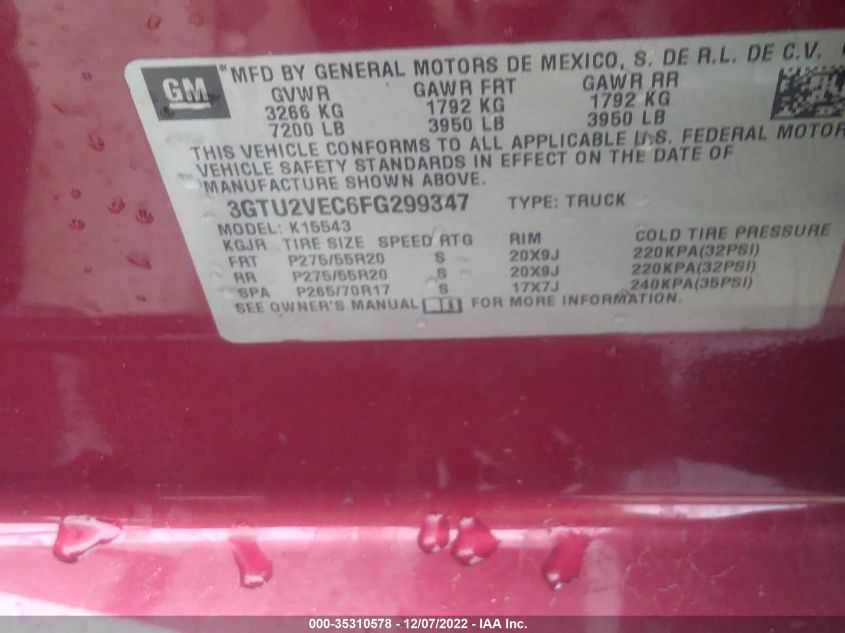 GM
*MFD BY GENERAL MOTORS DE MEXICO, S. DE R.L. DE C.V.
GVWR GAWR FRT GAWR RR
3266 KG 1792 KG 1792 KG
7200 LB 3950 LB 3950 LB
THIS VEHICLE CONFORMS TO ALL APPLICABLE U.S. FEDERAL MOTOR
VEHICLE SAFETY STANDARDS IN EFFECT ON THE DATE OF
MANUFACTURE SHOWN ABOVE.
3GTU2VEC6FG299347 TYPE: TRUCK
MODEL: K15543
KGJR TIRE SIZE SPEED RTG RIM COLD TIRE PRESSURE
FRT P275/55R20 S 20X9J 220KPA(32PSI)
RR P275/55R20 S 20X9J 220KPA(32PSI)
SPA P265/70R17 S 17X7J 240KPA(35PSI)
SEE OWNER'S MANUAL FOR MORE INFORMATION.
000-35310578 - 12/07/2022 - IAA Inc.